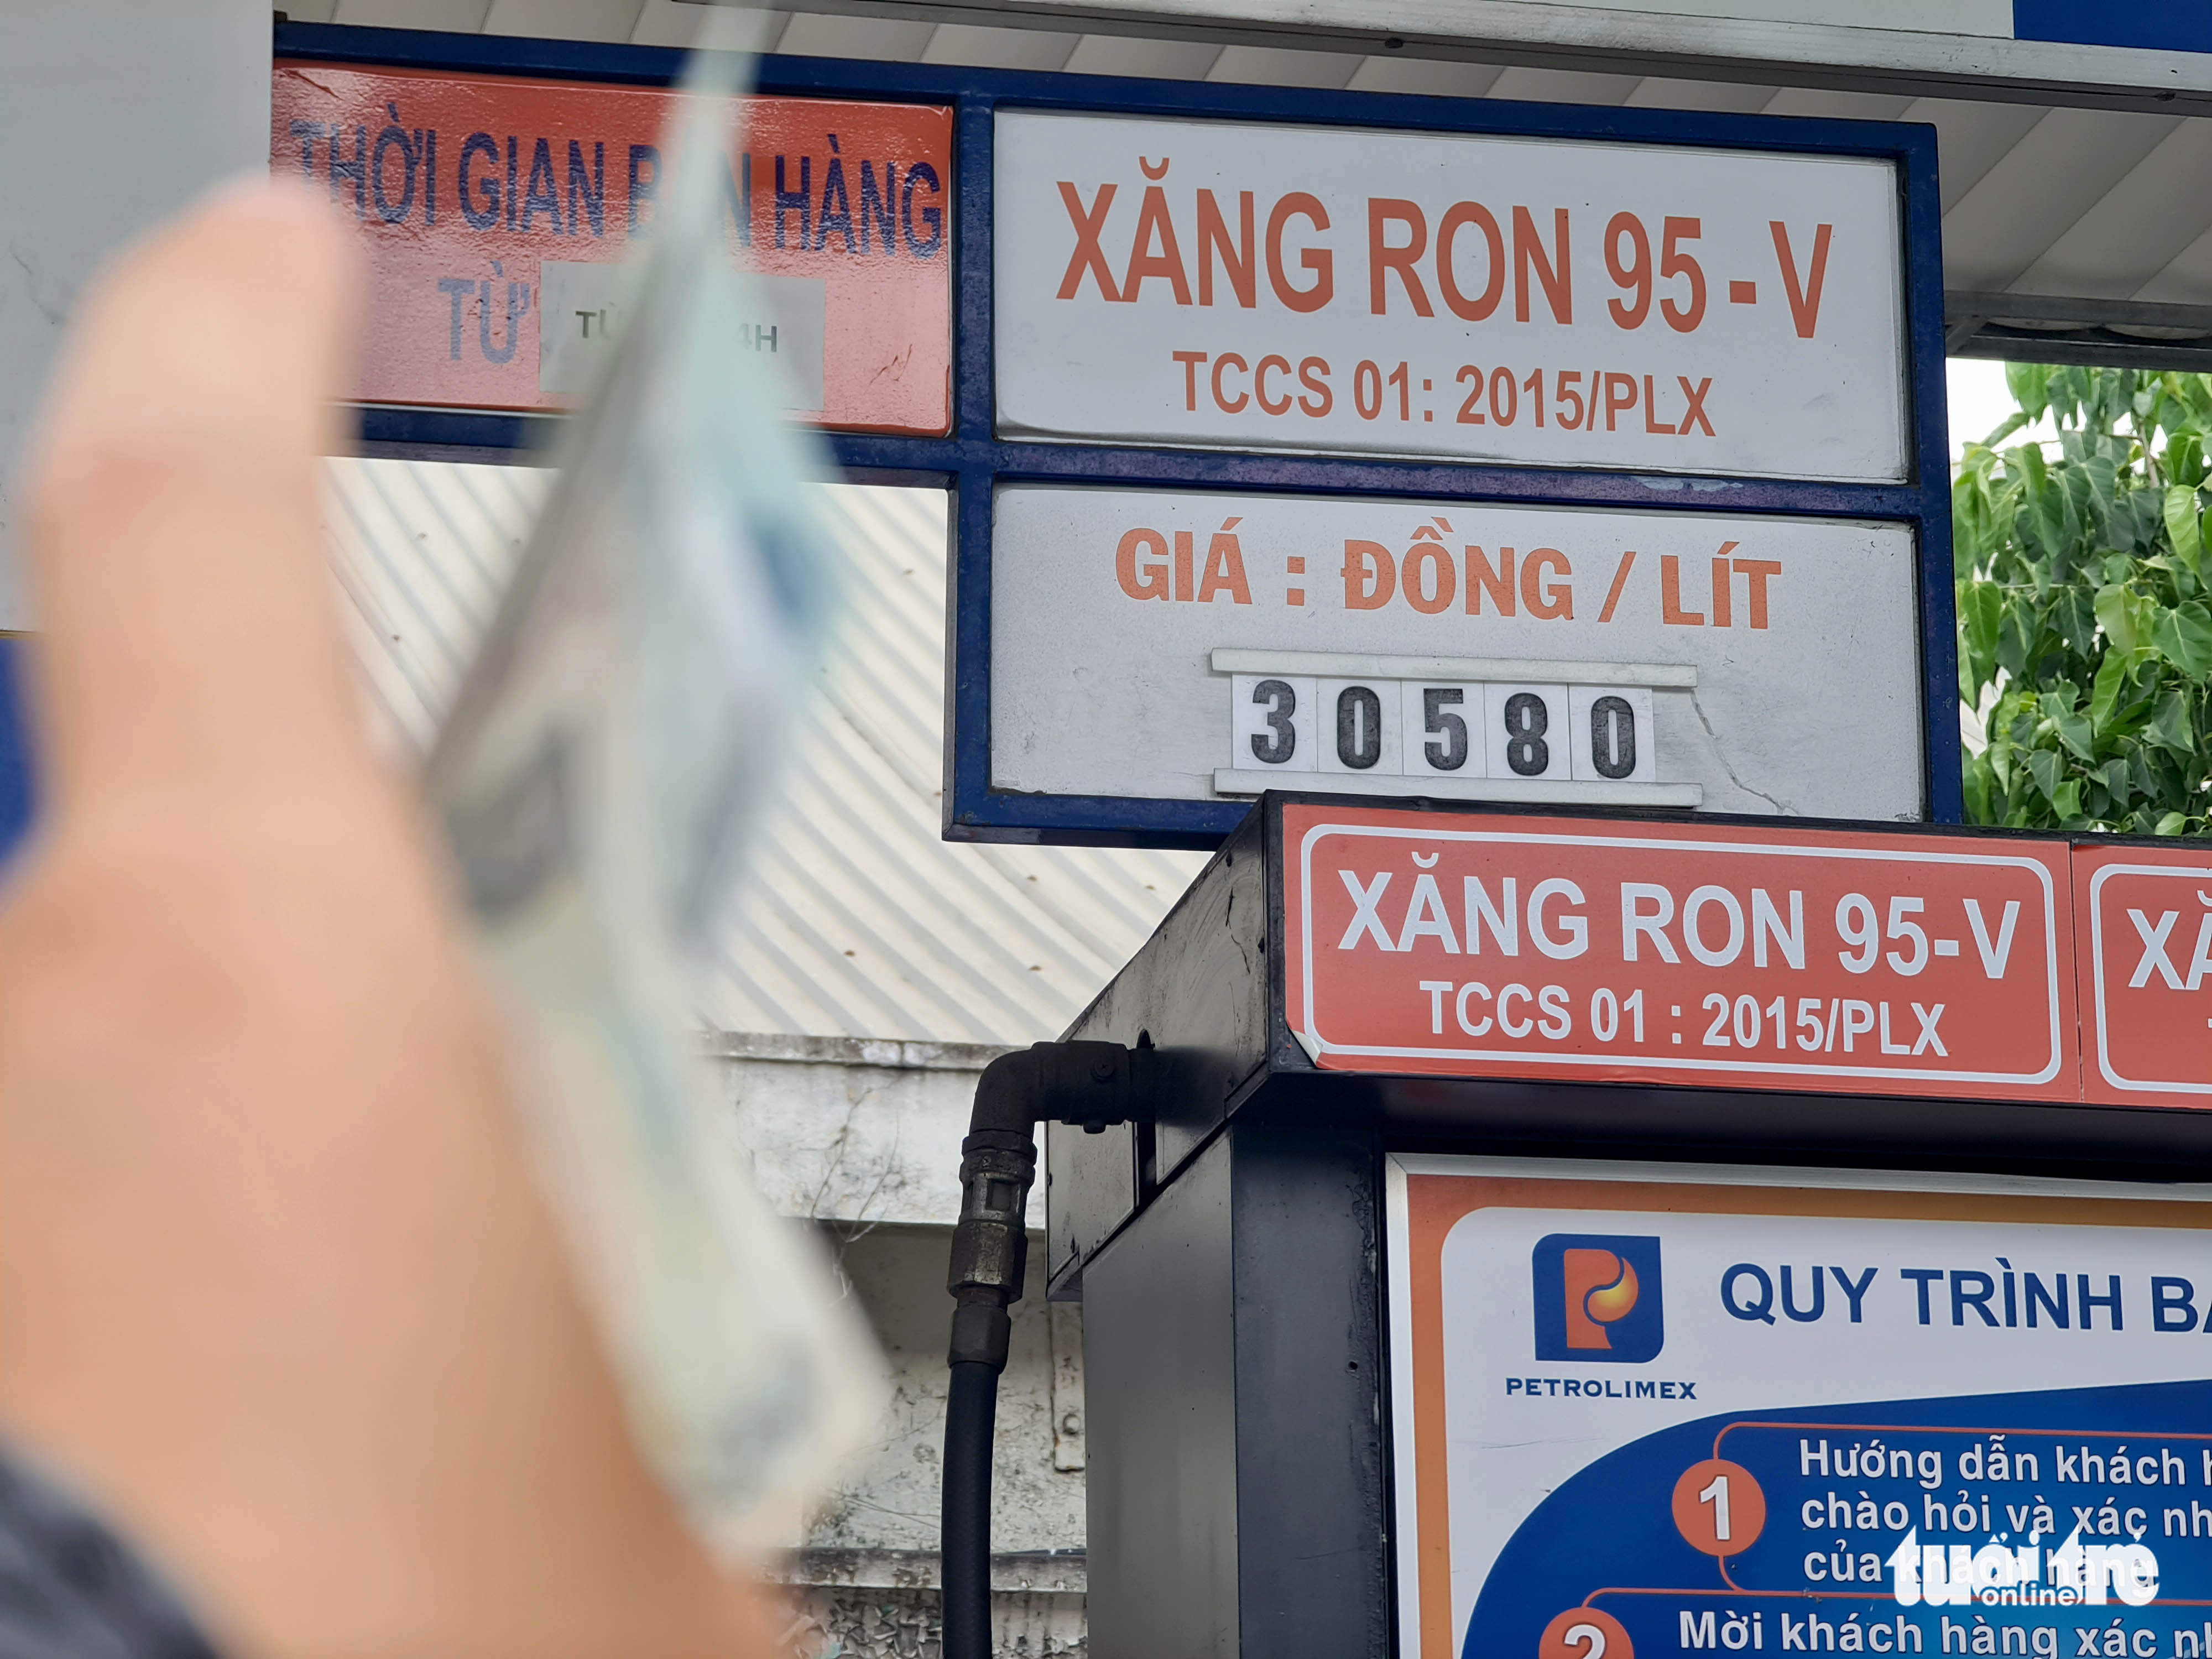 THỜI GIAN HÀNG
TỪ
XĂNG RON 95 - V
TCCS 01: 2015/PLX
GIÁ : ĐỒNG / LÍT
30580
XĂNG RON 95-V
TCCS 01 : 2015/PLX
PETROLIMEX
QUY TRÌNH
1
Hướng dẫn khách
chào hỏi và xác
của khách hàng
2
Mời khách hàng xác
tuổi trẻ
online